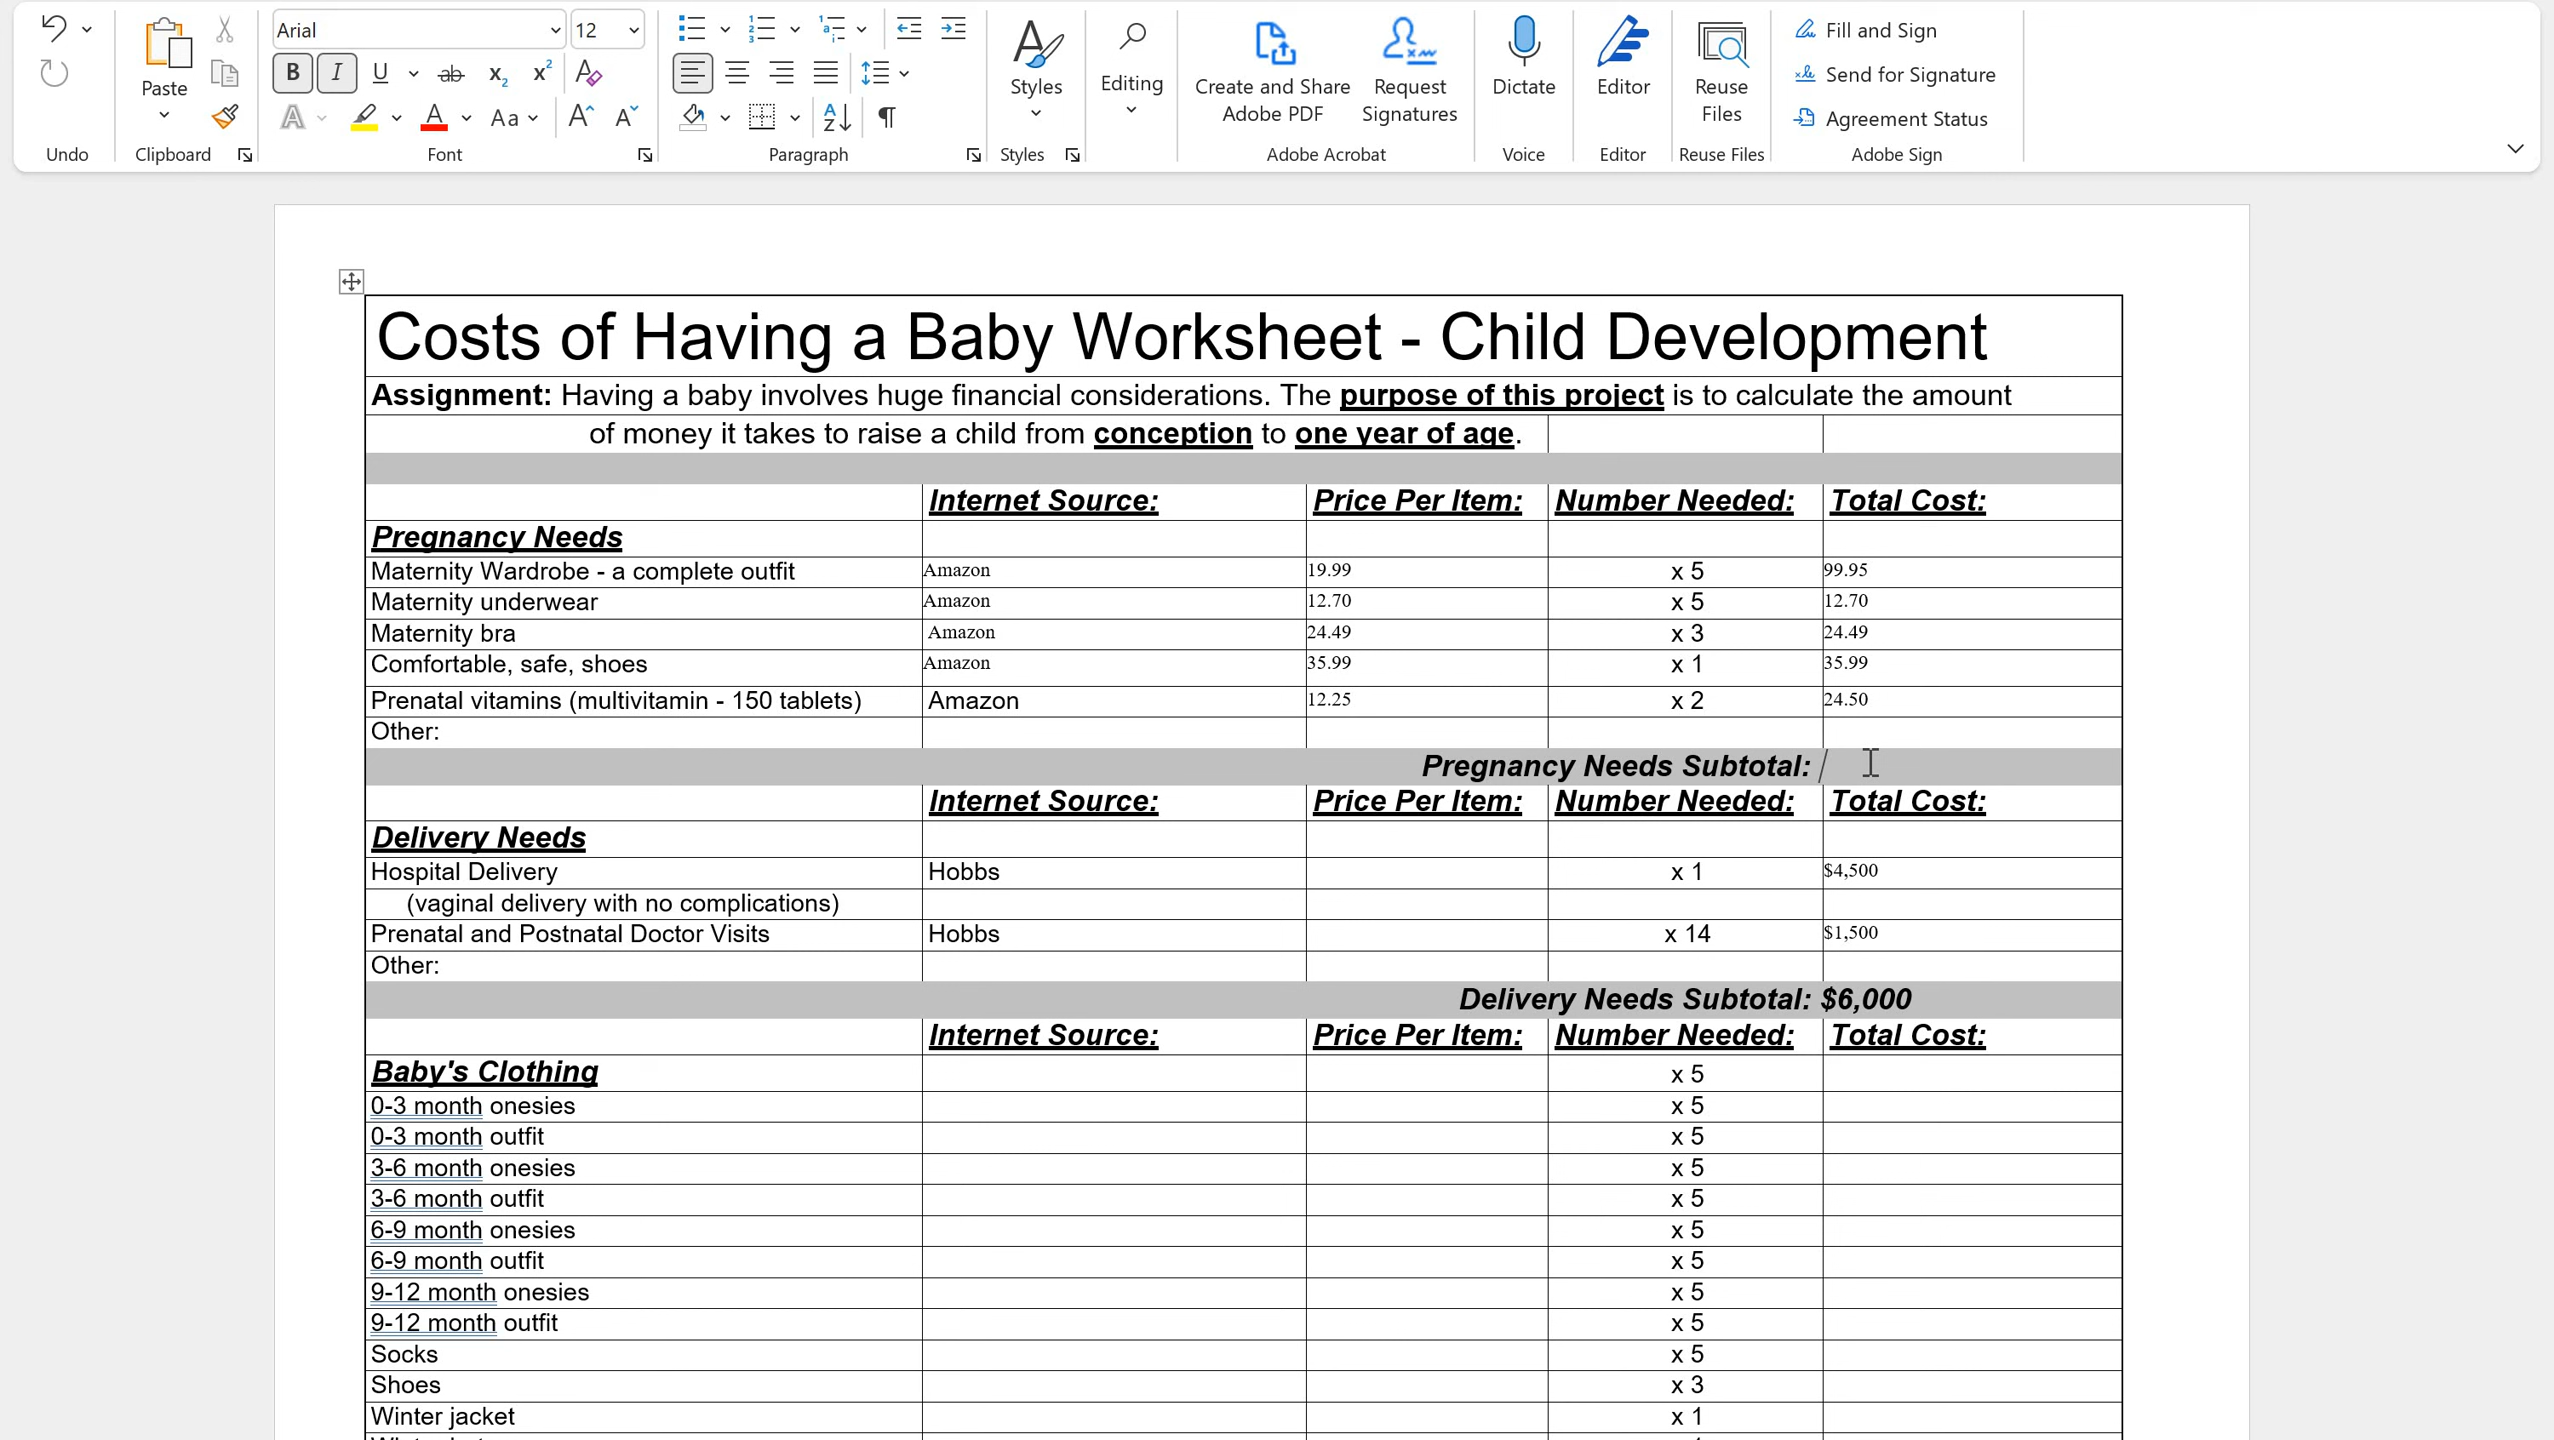 Arial
12
Paste
Styles
Editing
Create and Share
Adobe PDF
Request
Signatures
Dictate
Editor
Reuse
Files
Fill and Sign
Send for Signature
Agreement Status
B I U ab x2 x2 A
A A Aa A A
Undo
Clipboard
Font
Paragraph
Styles
Adobe Acrobat
Voice
Editor
Reuse Files
Adobe Sign
Costs of Having a Baby Worksheet - Child Development
Assignment: Having a baby involves huge financial considerations. The purpose of this project is to calculate the amount
of money it takes to raise a child from conception to one year of age.
Internet Source: Price Per Item: Number Needed: Total Cost:
Pregnancy Needs
Maternity Wardrobe - a complete outfit Amazon 19.99 x 5 99.95
Maternity underwear Amazon 12.70 x 5 12.70
Maternity bra Amazon 24.49 x 3 24.49
Comfortable, safe, shoes Amazon 35.99 x 1 35.99
Prenatal vitamins (multivitamin - 150 tablets) Amazon 12.25 x 2 24.50
Other:
Pregnancy Needs Subtotal:
Internet Source: Price Per Item: Number Needed: Total Cost:
Delivery Needs
Hospital Delivery Hobbs x 1 $4,500
(vaginal delivery with no complications)
Prenatal and Postnatal Doctor Visits Hobbs x 14 $1,500
Other:
Delivery Needs Subtotal: $6,000
Internet Source: Price Per Item: Number Needed: Total Cost:
Baby's Clothing x 5
0-3 month onesies x 5
0-3 month outfit x 5
3-6 month onesies x 5
3-6 month outfit x 5
6-9 month onesies x 5
6-9 month outfit x 5
9-12 month onesies x 5
9-12 month outfit x 5
Socks x 5
Shoes x 3
Winter jacket x 1